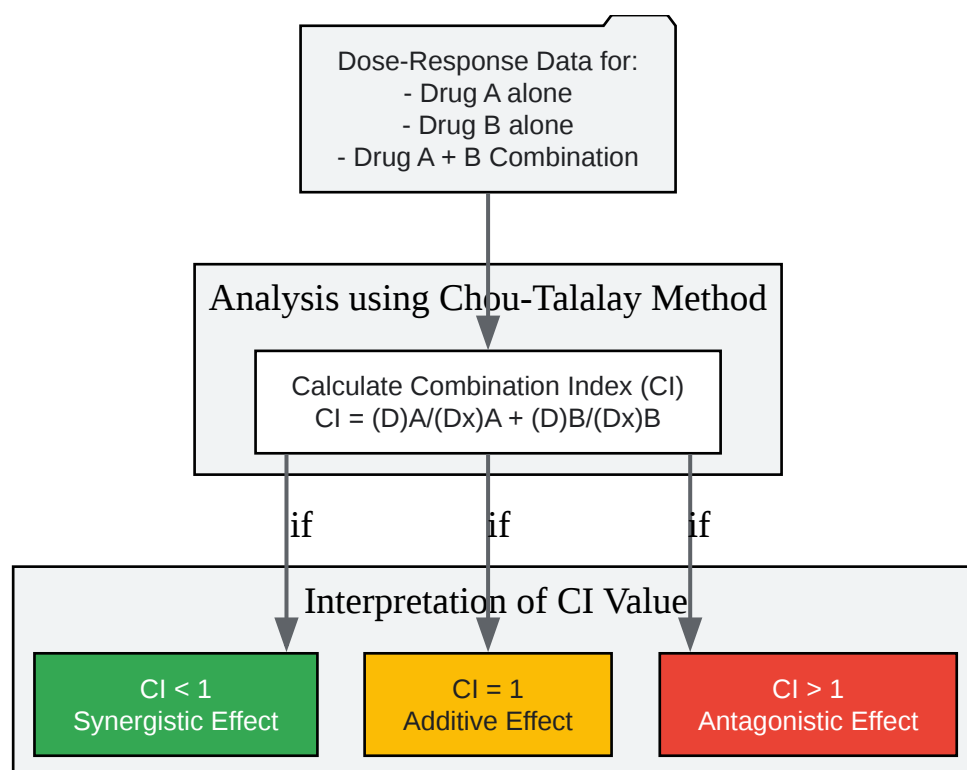 Dose-Response Data for:
- Drug A alone
- Drug B alone
- Drug A + B Combination
Analysis using Chou-Talalay Method
Calculate Combination Index (CI)
CI = (D)A/(Dx)A + (D)B/(Dx)B
if
if
if
Interpretation of CI Value
CI < 1
Synergistic Effect
CI = 1
Additive Effect
CI > 1
Antagonistic Effect